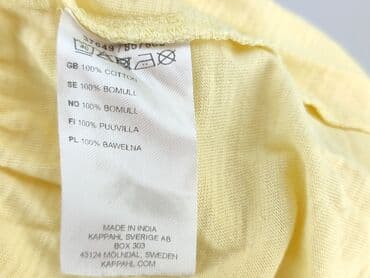 GB 100% COTTON
SE 100% BOMULL
NO 100% BOMULL
FI 100% PUUVILLA
PL 100% BAWEŁNA
MADE IN INDIA
KAPPAHL SVERIGE AB
BOX 303
43124 MÖLNDAL, SWEDEN
KAPPAHL.COM